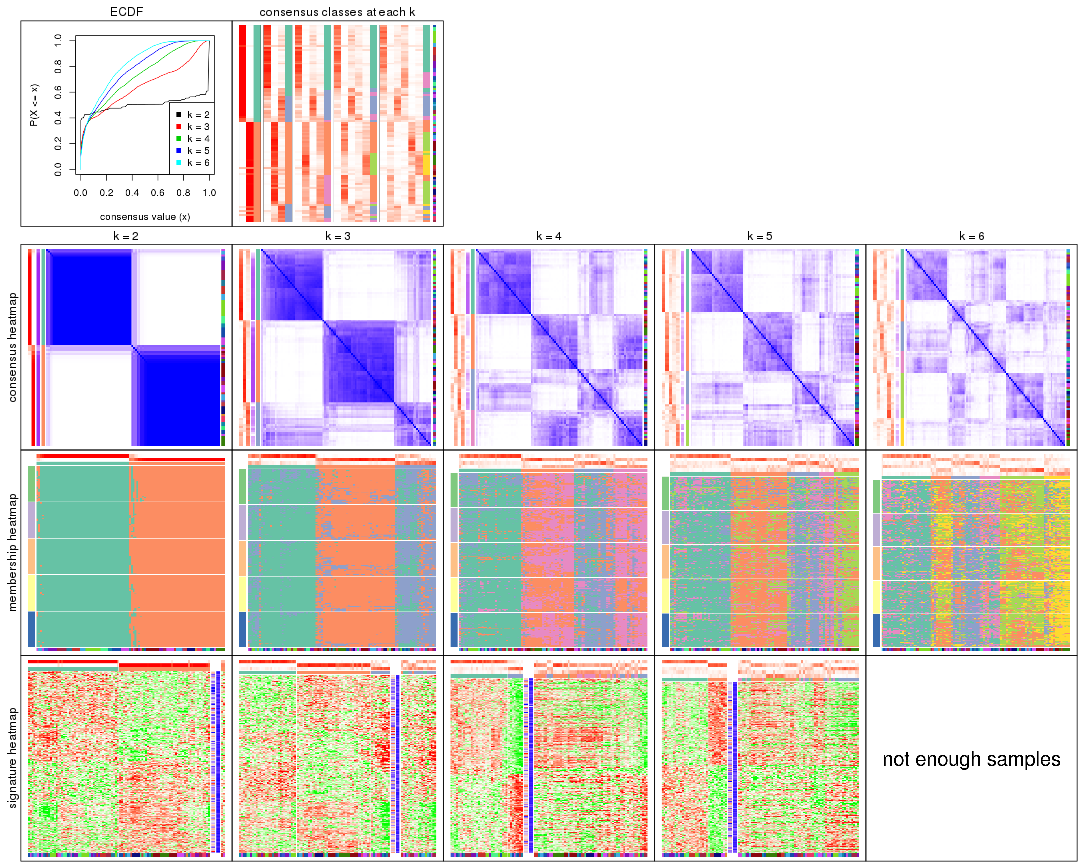 ECDF
consensus classes at each k
P(X <= x)
0.0 0.2 0.4 0.6 0.8 1.0
k = 2
k = 3
k = 4
k = 5
k = 6
0.0 0.2 0.4 0.6 0.8 1.0
consensus value (x)
k = 2
k = 3
k = 4
k = 5
k = 6
consensus heatmap
membership heatmap
signature heatmap
not enough samples